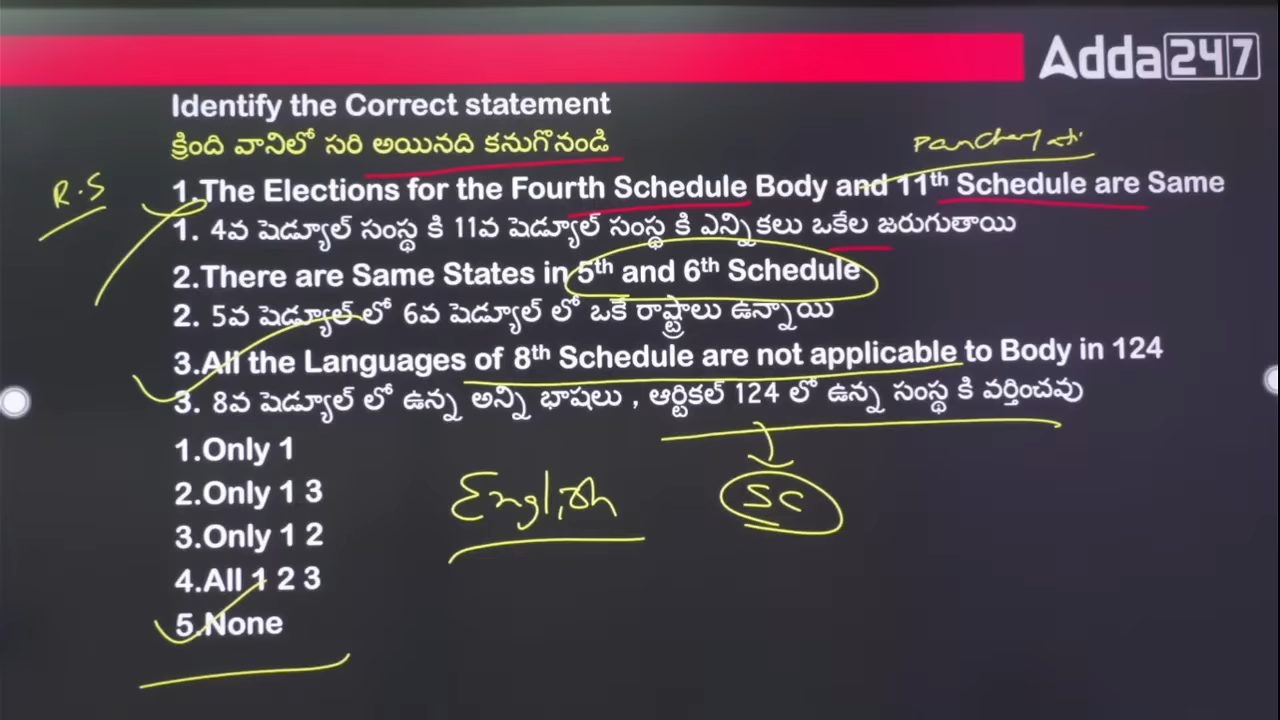 Adda247
Identify the Correct statement
క్రింది వానిలో సరి అయినది కనుగొనండి
Panchayati
R.S
1.The Elections for the Fourth Schedule Body and 11th Schedule are Same
1. 4వ షెడ్యూల్ సంస్థ కి 11వ షెడ్యూల్ సంస్థ కి ఎన్నికలు ఒకేల జరుగుతాయి
2.There are Same States in 5th and 6th Schedule
2. 5వ షెడ్యూల్ లో 6వ షెడ్యూల్ లో ఒకే రాష్ట్రాలు ఉన్నాయి
3.All the Languages of 8th Schedule are not applicable to Body in 124
3. 8వ షెడ్యూల్ లో ఉన్న అన్ని భాషలు , ఆర్టికల్ 124 లో ఉన్న సంస్థ కి వర్తించవు
1.Only 1
2.Only 1 3
English
SC
3.Only 1 2
4.All 1 2 3
5.None